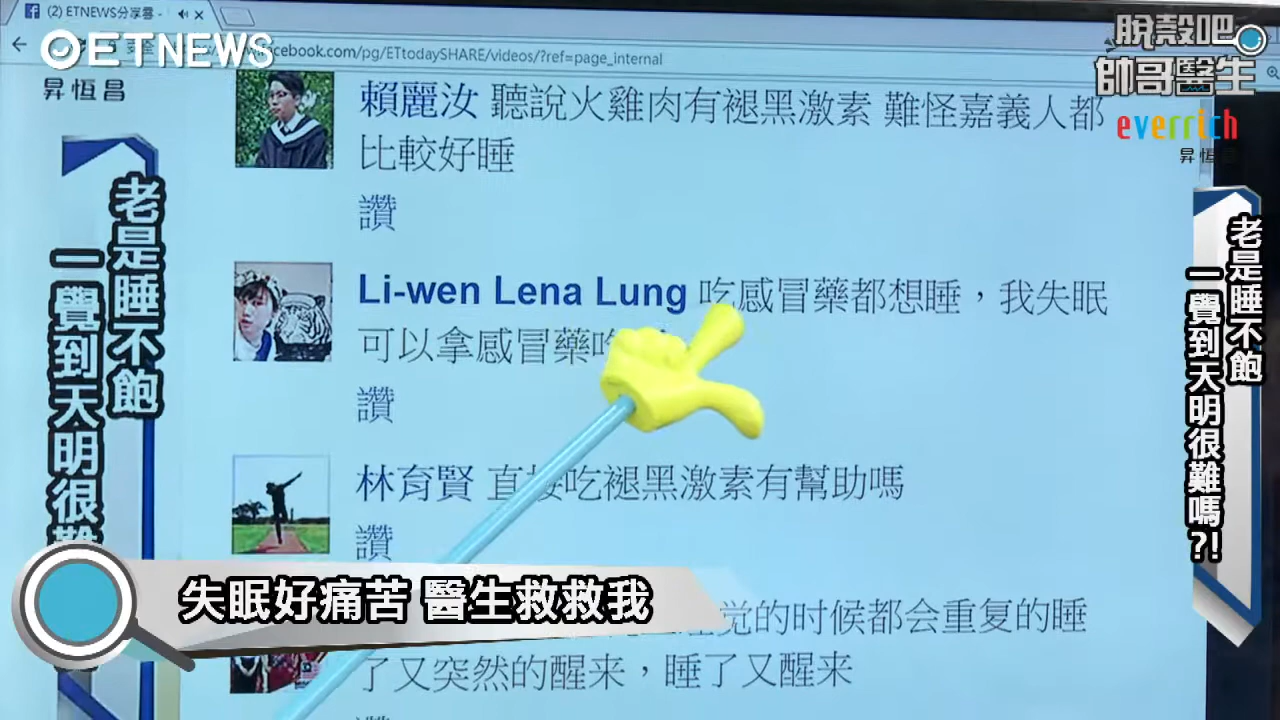 (2) ETNEWS分享雲 -
ETNEWS
cebook.com/pg/ETtodaySHARE/videos/?ref=page_internal
昇恆昌
脫殼吧
帥哥醫生
everrich
昇恆
老是睡不飽
一覺到天明很難
賴麗汝 聽說火雞肉有褪黑激素 難怪嘉義人都
比較好睡
讚
Li-wen Lena Lung 吃感冒藥都想睡，我失眠
可以拿感冒藥吃
讚
林育賢 直接吃褪黑激素有幫助嗎
讚
觉的时候都会重复的睡
了又突然的醒来，睡了又醒来
老是睡不飽
一覺到天明很難嗎?!
失眠好痛苦 醫生救救我